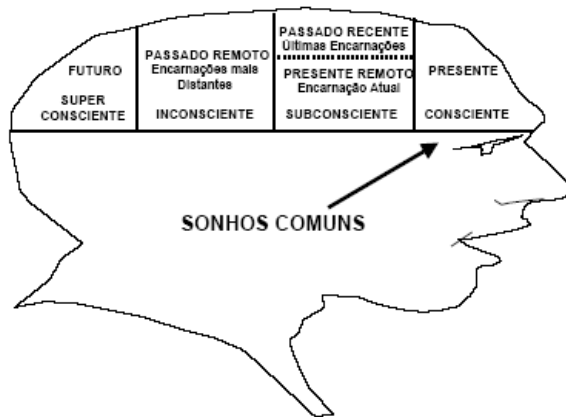 FUTURO
SUPER
CONSCIENTE
PASSADO REMOTO
Encarnações mais
Distantes
INCONSCIENTE
PASSADO RECENTE
Últimas Encarnações
PRESENTE REMOTO
Encarnação Atual
SUBCONSCIENTE
PRESENTE
CONSCIENTE
SONHOS COMUNS